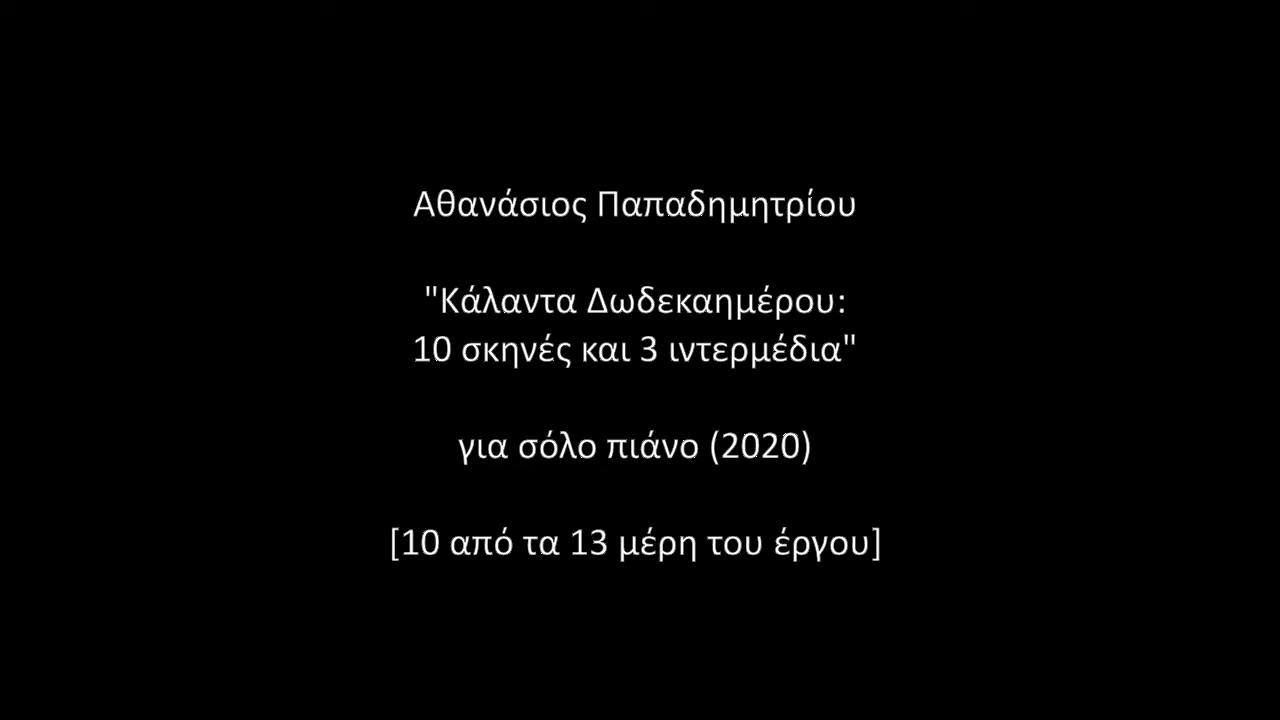 Αθανάσιος Παπαδημητρίου
"Κάλαντα Δωδεκαημέρου:
10 σκηνές και 3 ιντερμέδια"
για σόλο πιάνο (2020)
[10 από τα 13 μέρη του έργου]